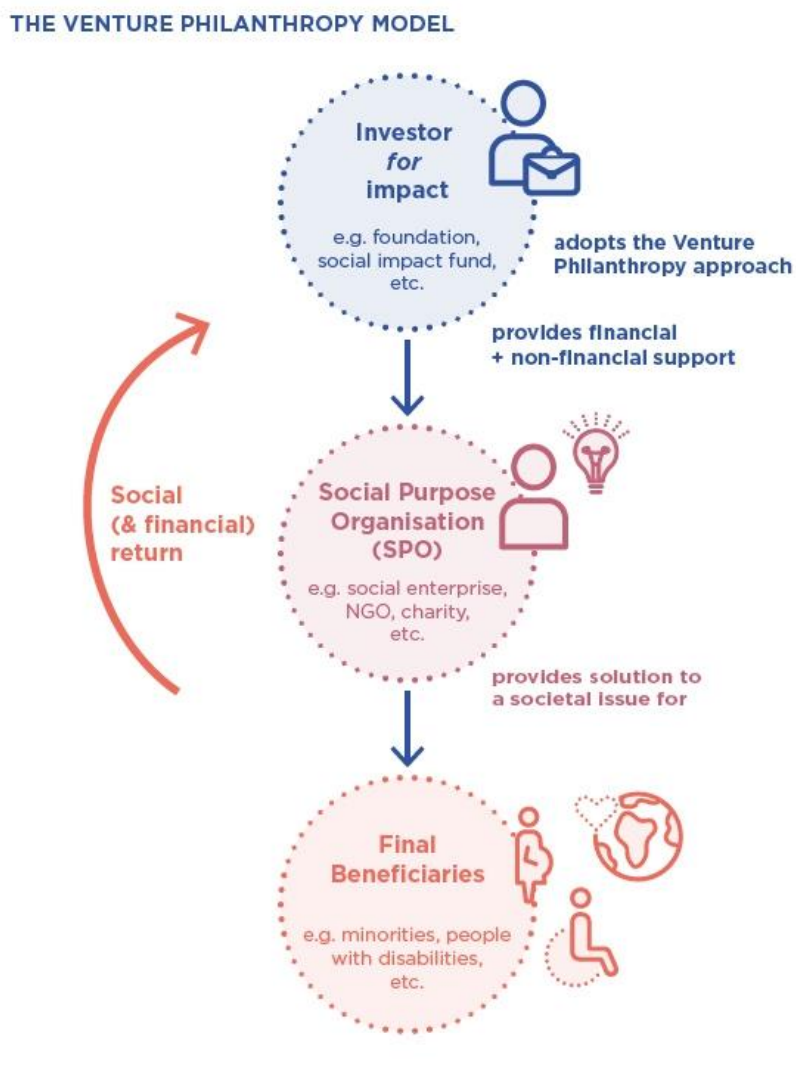 THE VENTURE PHILANTHROPY MODEL
Investor
for
impact
e.g. foundation,
social impact fund,
etc.
adopts the Venture
Philanthropy approach
provides financial
+ non-financial support
Social
(& financial)
return
Social Purpose
Organisation
(SPO)
e.g. social enterprise,
NGO, charity,
etc.
provides solution to
a societal issue for
Final
Beneficiaries
e.g. minorities, people
with disabilities,
etc.